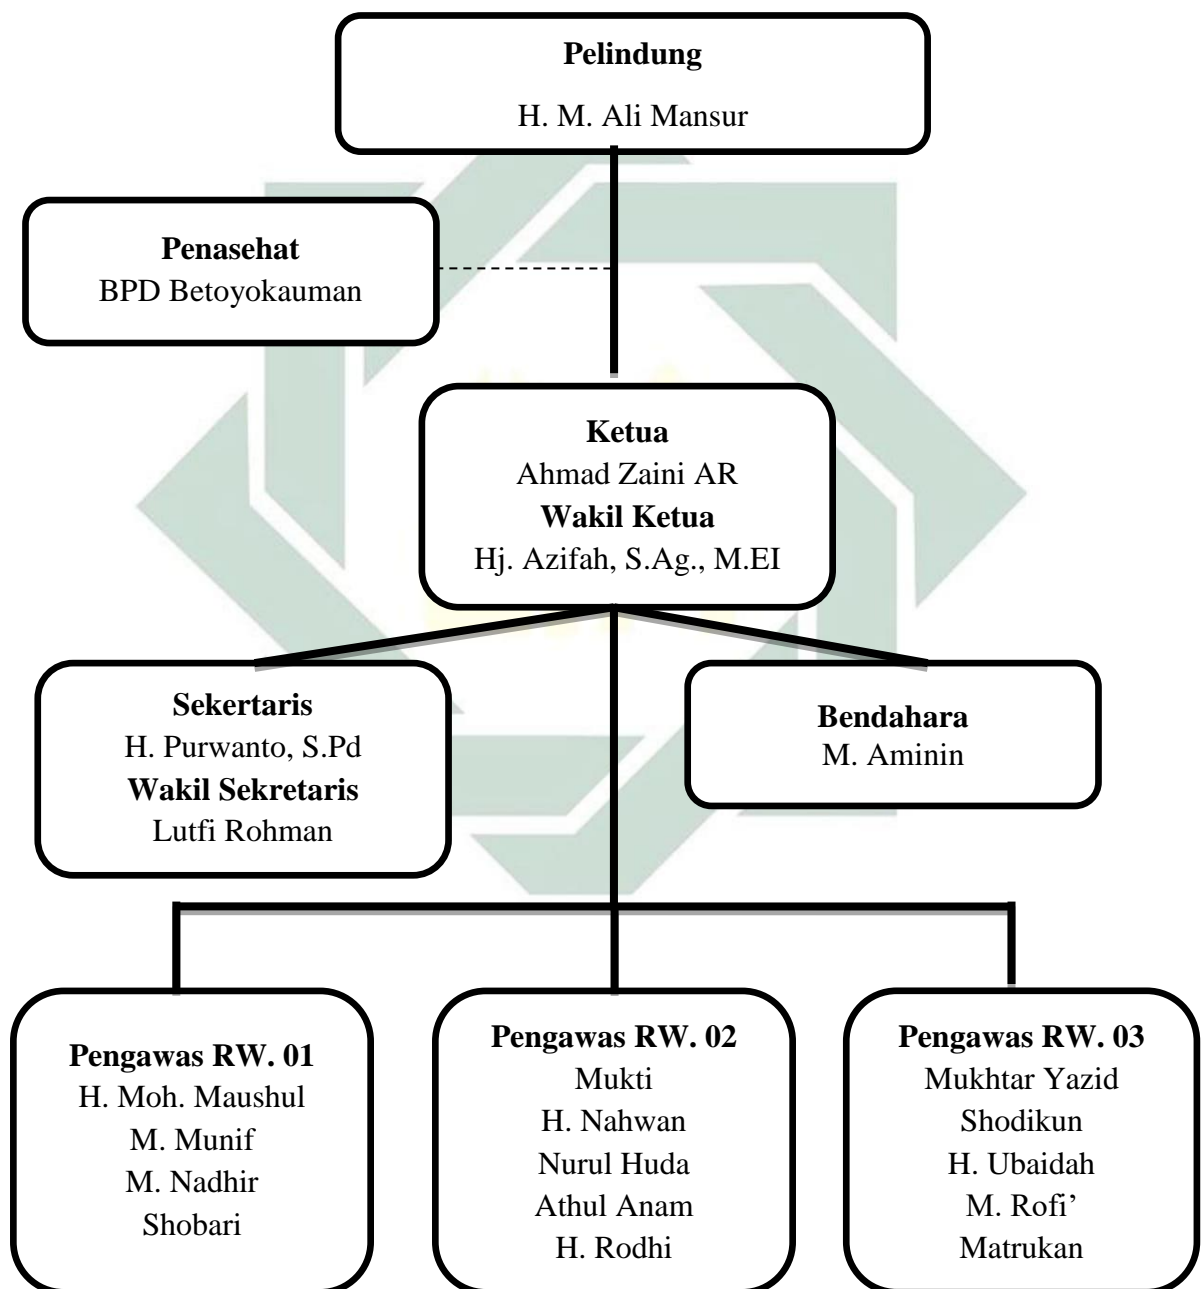 Pelindung
H. M. Ali Mansur
Penasehat
BPD Betoyokauman
Ketua
Ahmad Zaini AR
Wakil Ketua
Hj. Azifah, S.Ag., M.EI
Sekertaris
H. Purwanto, S.Pd
Wakil Sekretaris
Lutfi Rohman
Bendahara
M. Aminin
Pengawas RW. 01
H. Moh. Maushul
M. Munif
M. Nadhir
Shobari
Pengawas RW. 02
Mukti
H. Nahwan
Nurul Huda
Athul Anam
H. Rodhi
Pengawas RW. 03
Mukhtar Yazid
Shodikun
H. Ubaidah
M. Rofi’
Matrukan